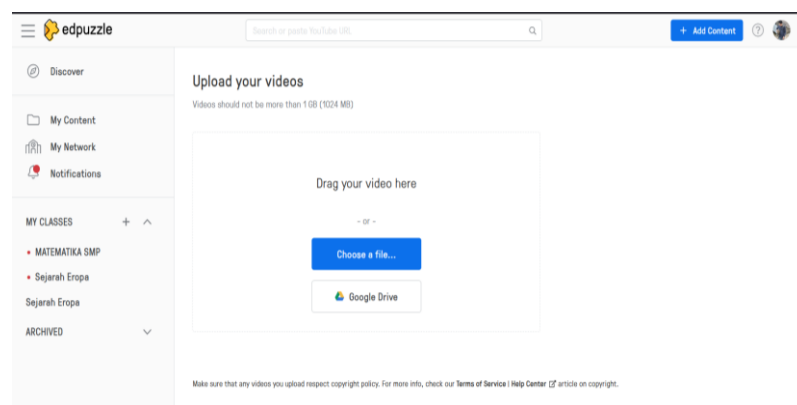 edpuzzle
Search or paste YouTube URL
+ Add Content
?
Discover
My Content
My Network
Notifications
MY CLASSES +
MATEMATIKA SMP
Sejarah Eropa
Sejarah Eropa
ARCHIVED
Upload your videos
Videos should not be more than 1 GB (1024 MB)
Drag your video here
- or -
Choose a file...
Google Drive
Make sure that any videos you upload respect copyright policy. For more info, check our Terms of Service | Help Center article on copyright.